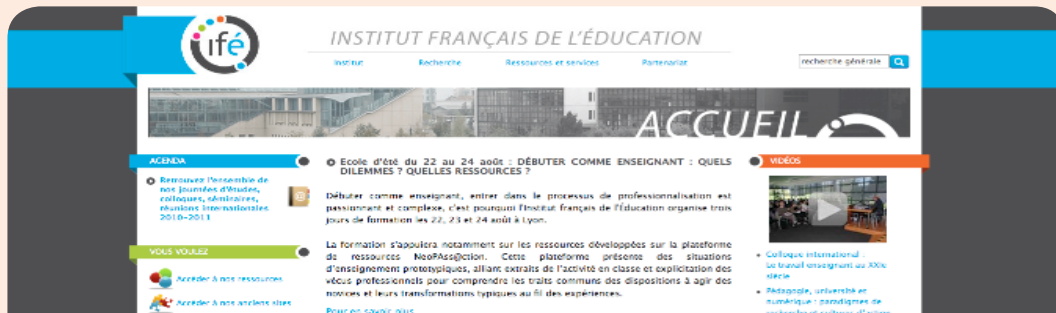 ifé
INSTITUT FRANÇAIS DE L'ÉDUCATION
Institut Recherche Ressources et services Partenariat
recherche générale
ACCUEIL
AGENDA
Retrouvez l'ensemble de
nos journées d'études,
colloques, séminaires,
réunions internationales
2010-2011
VOUS VOULEZ
Accéder à nos ressources
Accéder à nos anciens sites
Ecole d'été du 22 au 24 août : DÉBUTER COMME ENSEIGNANT : QUELS
DILEMMES ? QUELLES RESSOURCES ?
Débuter comme enseignant, entrer dans le processus de professionnalisation est
passionnant et complexe, c'est pourquoi l'Institut français de l'Éducation organise trois
jours de formation les 22, 23 et 24 août à Lyon.
La formation s'appuiera notamment sur les ressources développées sur la plateforme
de ressources NéoPAss@ction. Cette plateforme présente des situations
d'enseignement prototypiques, alliant extraits de l'activité en classe et explicitation des
vécus professionnels pour comprendre les traits communs des dispositions à agir des
novices et leurs transformations typiques au fil des expériences.
Pour en savoir plus
VIDÉOS
Colloque international :
Le travail enseignant au XXIe
siècle
Pédagogie, université et
numérique : paradigmes de